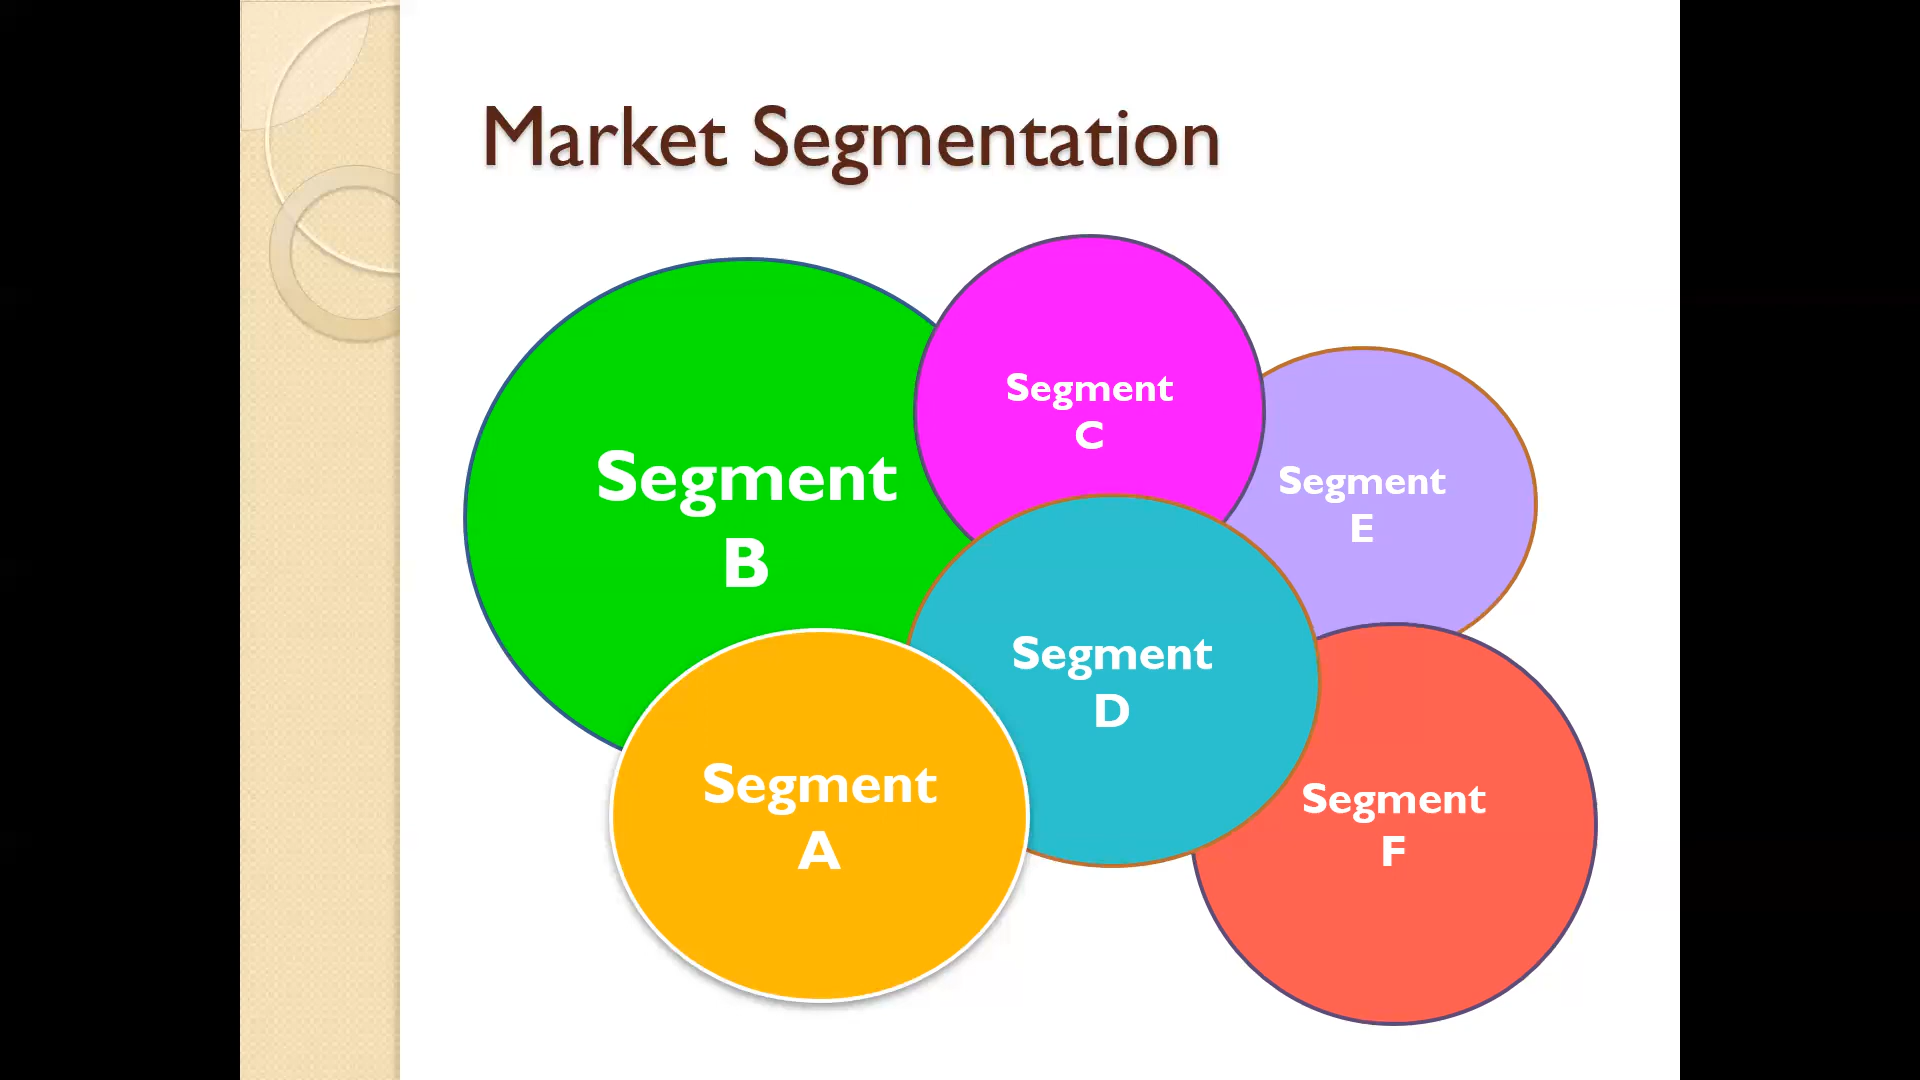 Market Segmentation
Segment
C
Segment
B
Segment
E
Segment
D
Segment
A
Segment
F